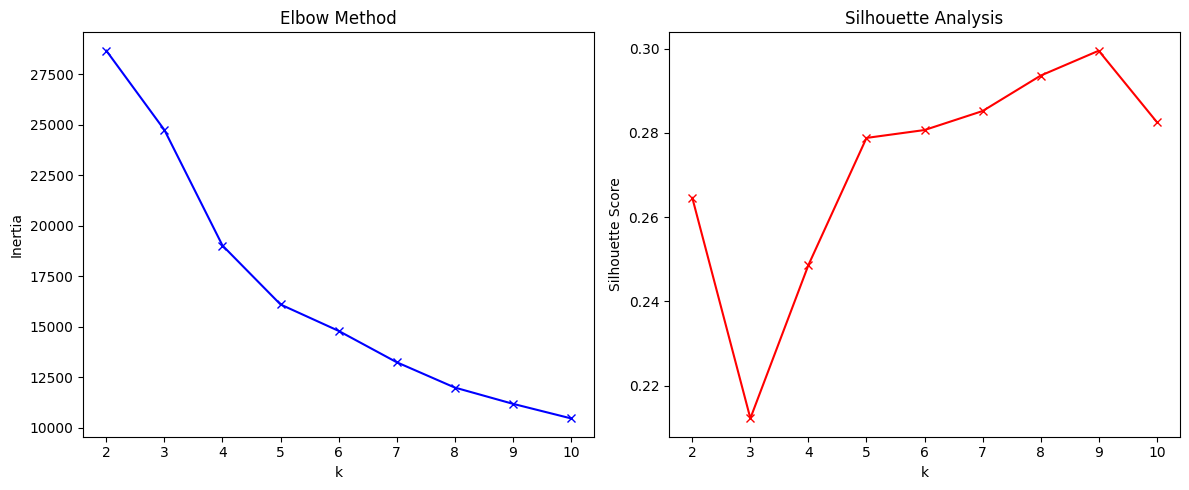 Elbow Method
Inertia
27500
25000
22500
20000
17500
15000
12500
10000
2 3 4 5 6 7 8 9 10
k
Silhouette Analysis
Silhouette Score
0.30
0.28
0.26
0.24
0.22
2 3 4 5 6 7 8 9 10
k